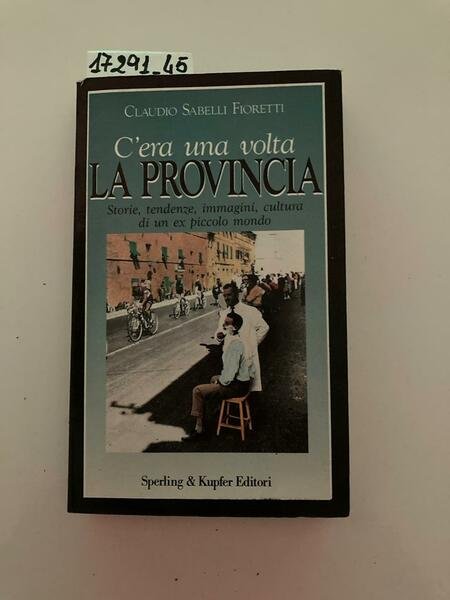 17291_45
CLAUDIO SABELLI FIORETTI
C'era una volta
LA PROVINCIA
Storie, tendenze, immagini, cultura
di un ex piccolo mondo
Sperling & Kupfer Editori